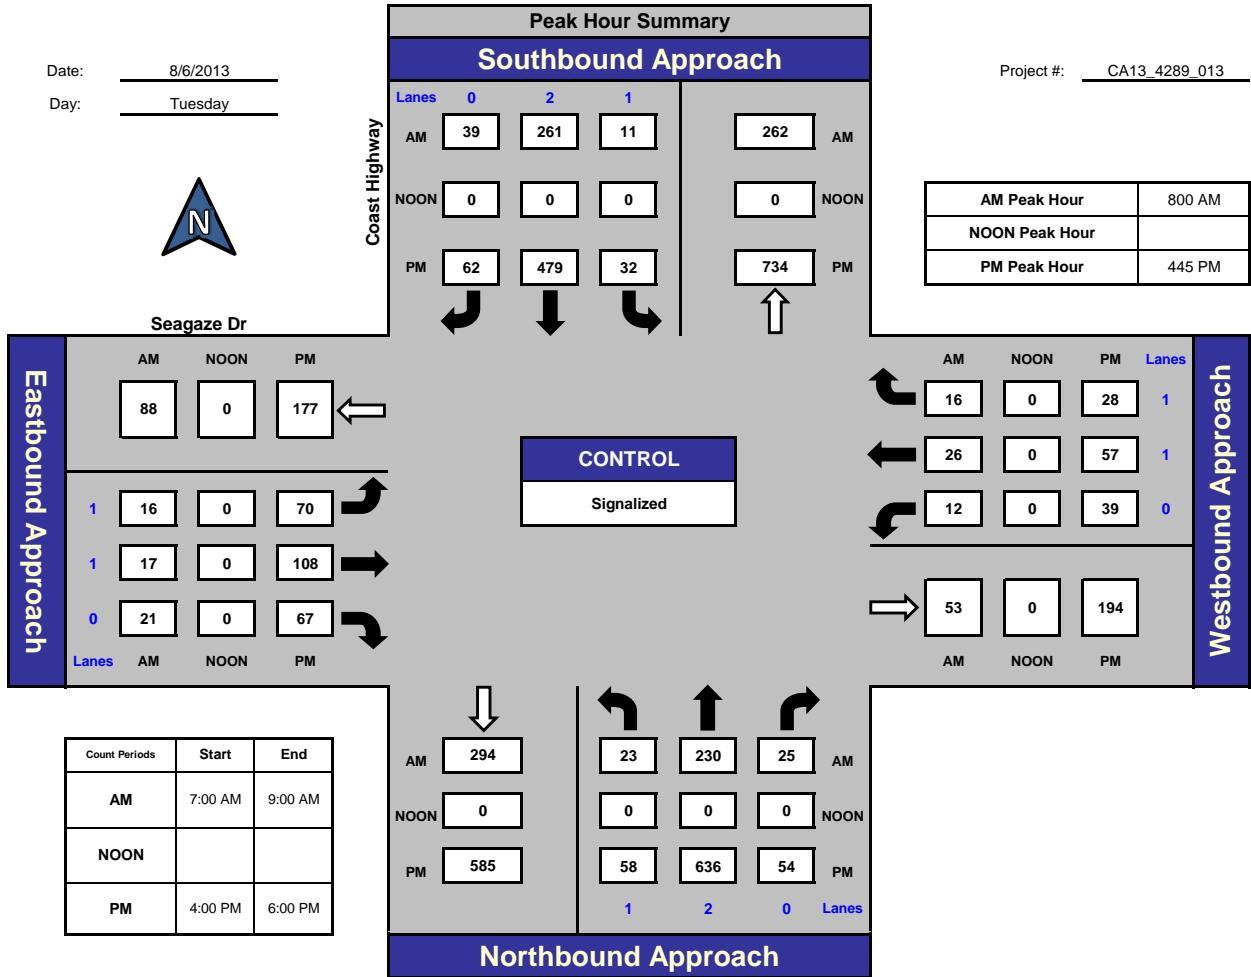 Peak Hour Summary
Southbound Approach
Date: 8/6/2013
Project #: CA13_4289_013
Day: Tuesday
Coast Highway
Lanes 0 2 1
AM 39 261 11 262 AM
NOON 0 0 0 0 NOON
PM 62 479 32 734 PM
N
AM Peak Hour 800 AM
NOON Peak Hour
PM Peak Hour 445 PM
Seagaze Dr
Eastbound Approach
AM NOON PM
88 0 177
1 16 0 70
1 17 0 108
0 21 0 67
Lanes AM NOON PM
CONTROL
Signalized
AM NOON PM Lanes
16 0 28 1
26 0 57 1
12 0 39 0
53 0 194
AM NOON PM
Westbound Approach
Count Periods Start End
AM 7:00 AM 9:00 AM
NOON
PM 4:00 PM 6:00 PM
AM 294 23 230 25 AM
NOON 0 0 0 0 NOON
PM 585 58 636 54 PM
1 2 0 Lanes
Northbound Approach